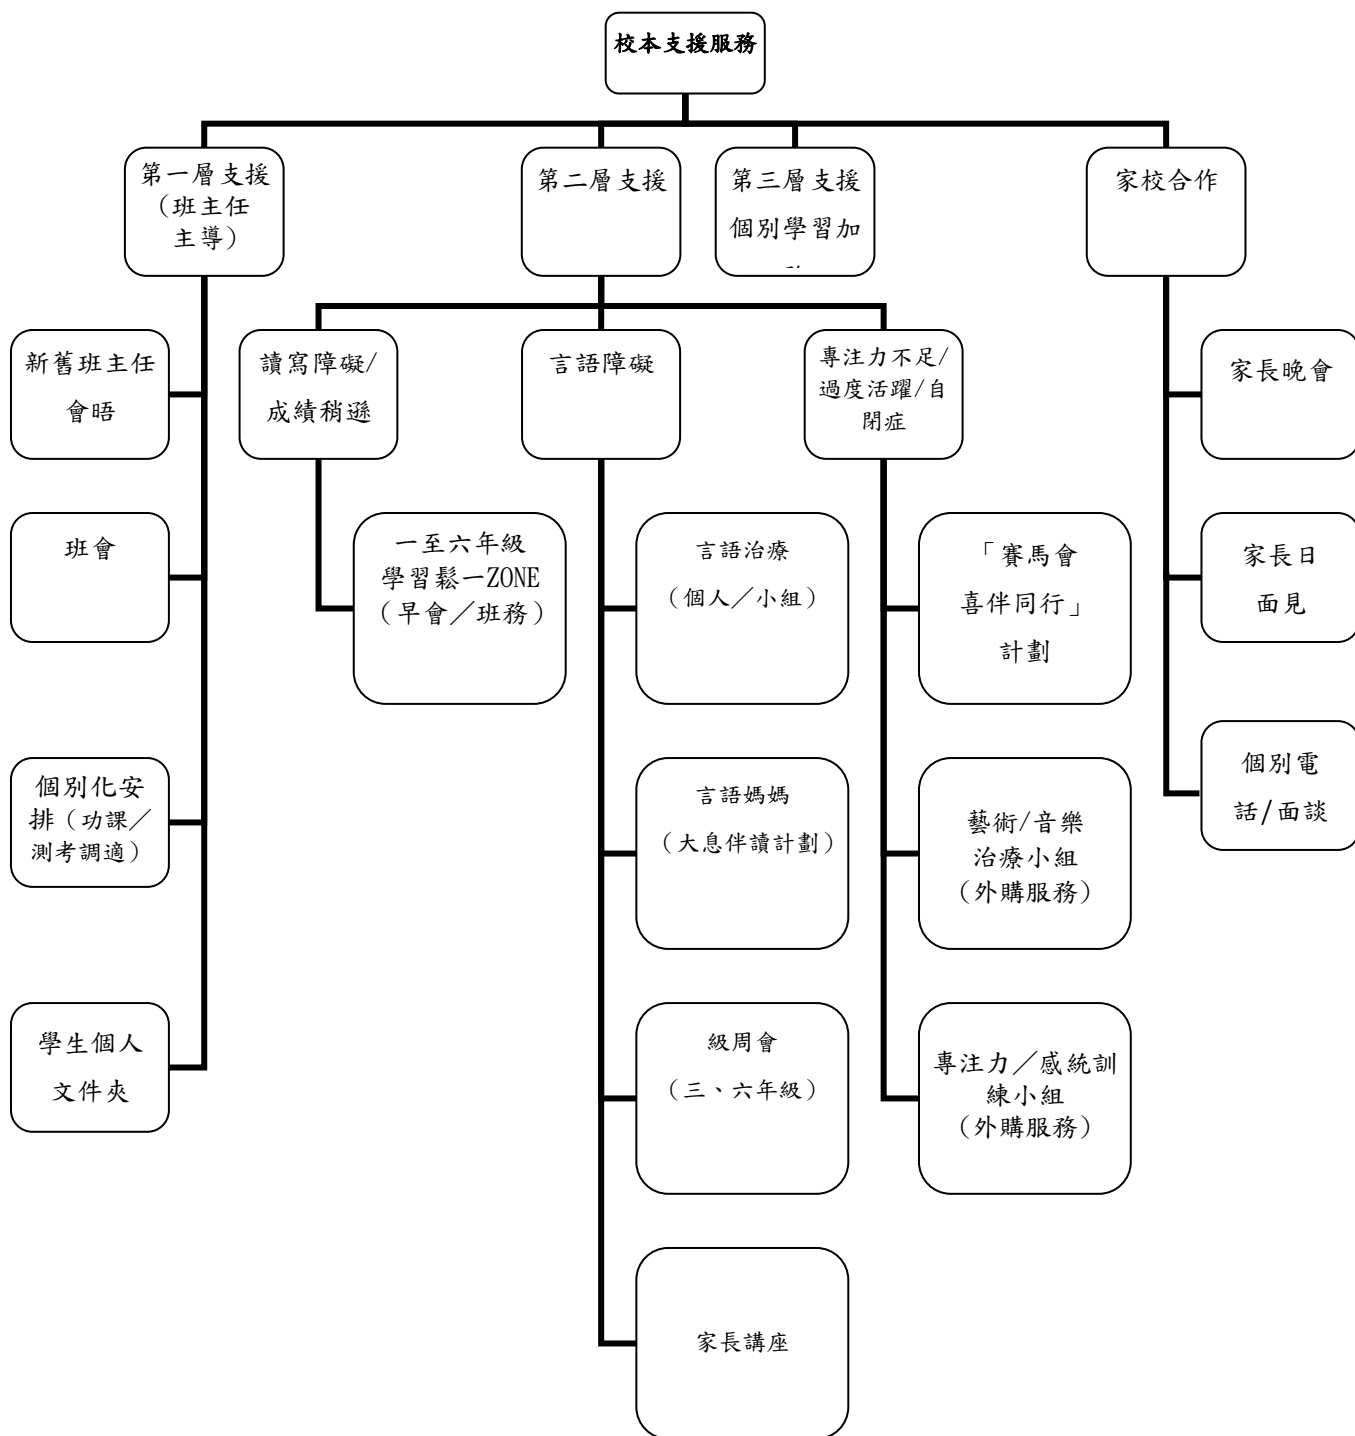 校本支援服務
第一層支援
（班主任
主導）
第二層支援
第三層支援
個別學習加
家校合作
新舊班主任
會晤
讀寫障礙/
成績稍遜
言語障礙
專注力不足/
過度活躍/自
閉症
家長晚會
班會
一至六年級
學習鬆一ZONE
（早會／班務）
言語治療
（個人／小組）
「賽馬會
喜伴同行」
計劃
家長日
面見
個別化安
排（功課／
測考調適）
言語媽媽
（大息伴讀計劃）
藝術/音樂
治療小組
（外購服務）
個別電
話/面談
學生個人
文件夾
級周會
（三、六年級）
專注力／感統訓
練小組
（外購服務）
家長講座